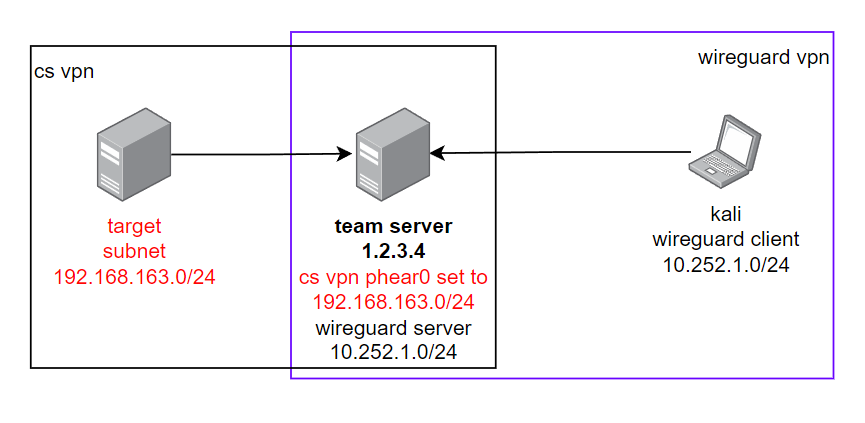 cs vpn
wireguard vpn
target
subnet
192.168.163.0/24
team server
1.2.3.4
cs vpn phear0 set to
192.168.163.0/24
wireguard server
10.252.1.0/24
kali
wireguard client
10.252.1.0/24